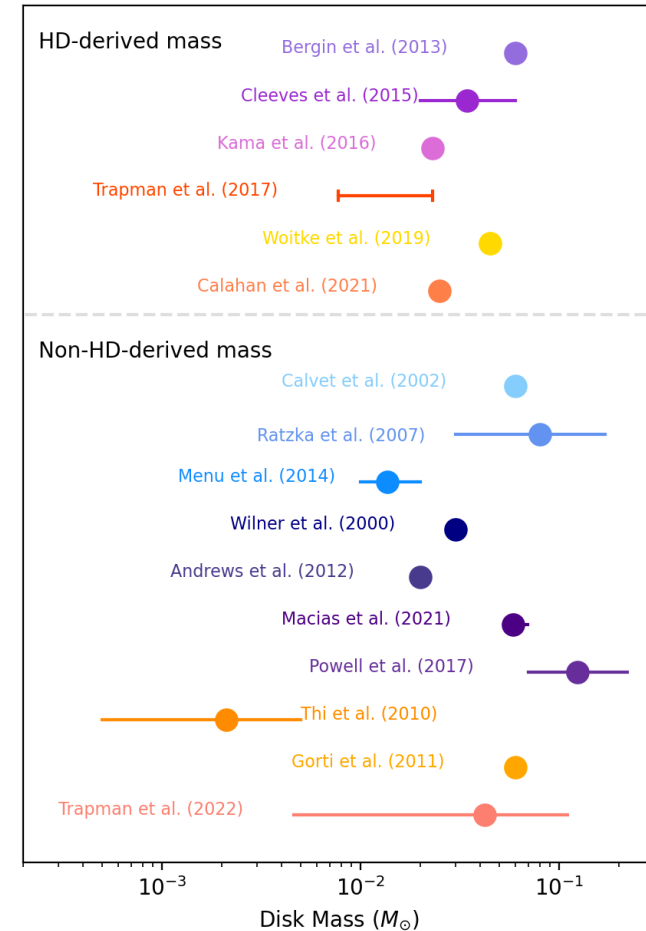 HD-derived mass
Bergin et al. (2013)
Cleeves et al. (2015)
Kama et al. (2016)
Trapman et al. (2017)
Woitke et al. (2019)
Calahan et al. (2021)
Non-HD-derived mass
Calvet et al. (2002)
Ratzka et al. (2007)
Menu et al. (2014)
Wilner et al. (2000)
Andrews et al. (2012)
Macias et al. (2021)
Powell et al. (2017)
Thi et al. (2010)
Gorti et al. (2011)
Trapman et al. (2022)
10⁻³ 10⁻² 10⁻¹
Disk Mass (M☉)